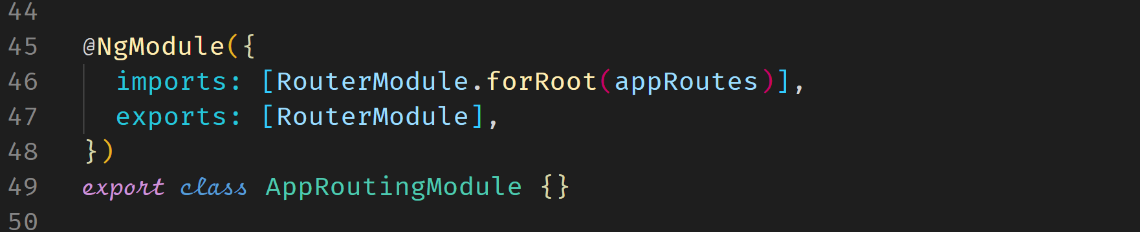 44
45 @NgModule({
46 imports: [RouterModule.forRoot(appRoutes)],
47 exports: [RouterModule],
48 })
49 export class AppRoutingModule {}
50